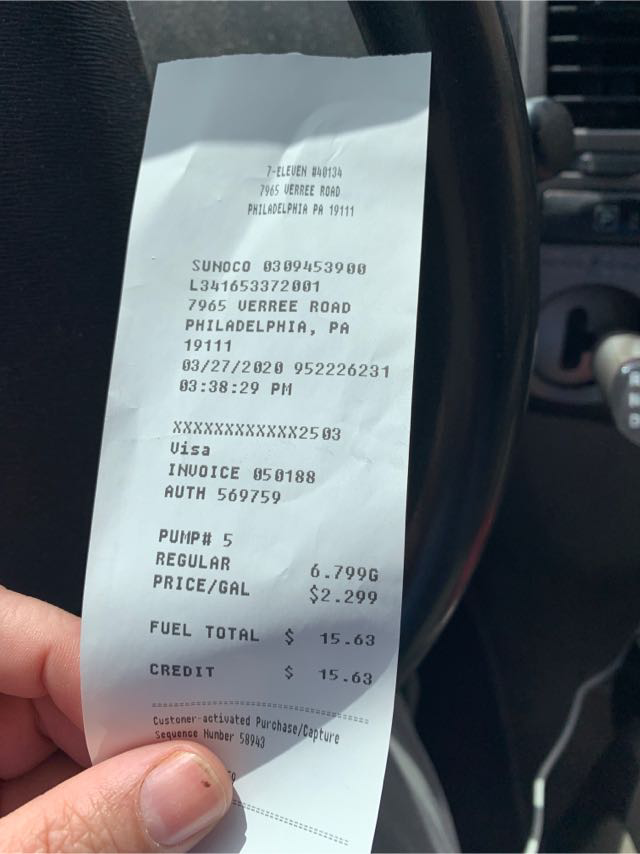 7-ELEVEN #40134
7965 VERREE ROAD
PHILADELPHIA PA 19111
SUNOCO 0309453900
L341653372001
7965 VERREE ROAD
PHILADELPHIA, PA
19111
03/27/2020 952226231
03:38:29 PM
XXXXXXXXXXXX2503
Visa
INVOICE 050188
AUTH 569759
PUMP# 5
REGULAR 6.799G
PRICE/GAL $2.299
FUEL TOTAL $ 15.63
CREDIT $ 15.63
Customer-activated Purchase/Capture
Sequence Number 58943